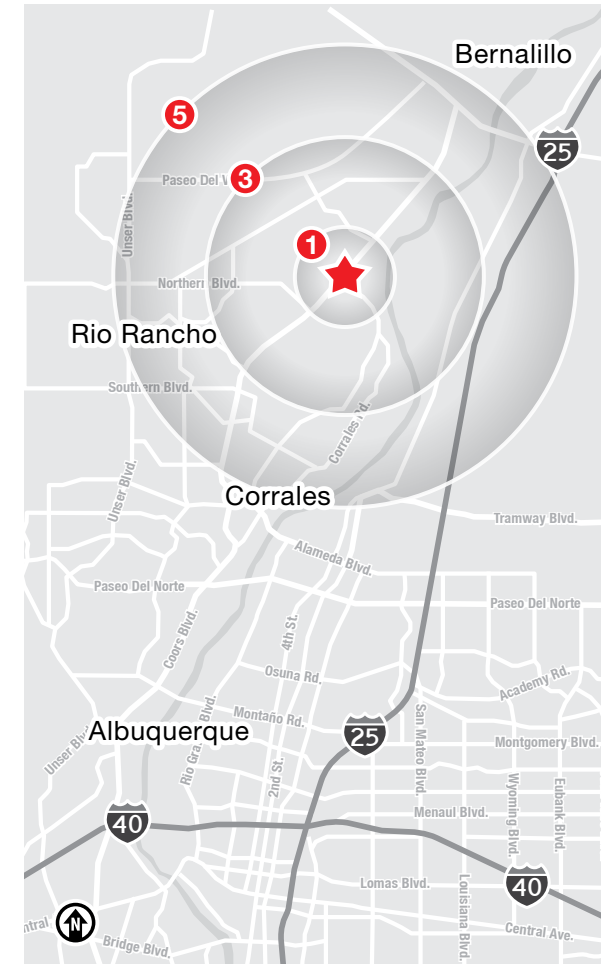 Bernalillo
5
25
Paseo Del V
3
Unser Blvd.
1
Northern Blvd.
Rio Rancho
Southern Blvd.
Corrales Rd.
Unser Blvd.
Corrales
Tramway Blvd.
Alameda Blvd.
Paseo Del Norte
Paseo Del Norte
Coors Blvd.
4th St.
Osuna Rd.
Academy Rd.
Montaño Rd.
San Mateo Blvd.
Unser Blv
Albuquerque
Rio Gra
Blvd.
25
Montgomery Blvd.
2nd St.
Wyoming Blvd.
Eubank Blvd.
40
Menaul Blvd.
Lomas Blvd.
Louisiana Blvd.
40
ntral
N
Bridge Blvd.
Central Ave.